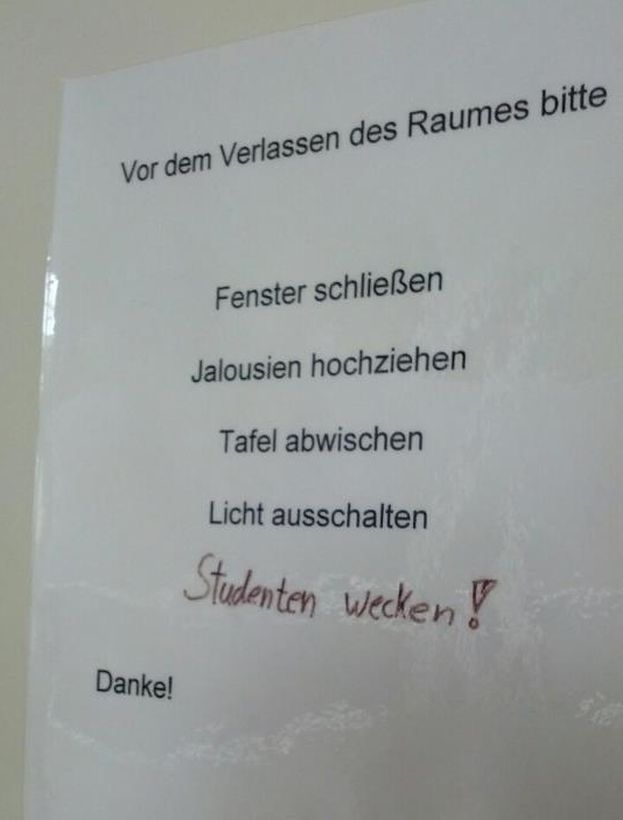 Vor dem Verlassen des Raumes bitte
Fenster schließen
Jalousien hochziehen
Tafel abwischen
Licht ausschalten
Studenten wecken!
Danke!